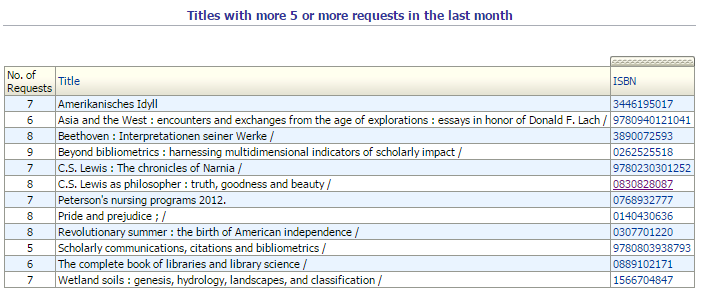 Titles with more 5 or more requests in the last month
No. of Requests Title ISBN
7 Amerikanisches Idyll 3446195017
6 Asia and the West : encounters and exchanges from the age of explorations : essays in honor of Donald F. Lach / 9780940121041
8 Beethoven : Interpretationen seiner Werke / 3890072593
9 Beyond bibliometrics : harnessing multidimensional indicators of scholarly impact / 0262525518
7 C.S. Lewis : The chronicles of Narnia / 9780230301252
8 C.S. Lewis as philosopher : truth, goodness and beauty / 0830828087
7 Peterson's nursing programs 2012. 0768932777
8 Pride and prejudice ; / 0140430636
8 Revolutionary summer : the birth of American independence / 0307701220
5 Scholarly communications, citations and bibliometrics / 9780803938793
6 The complete book of libraries and library science / 0889102171
7 Wetland soils : genesis, hydrology, landscapes, and classification / 1566704847